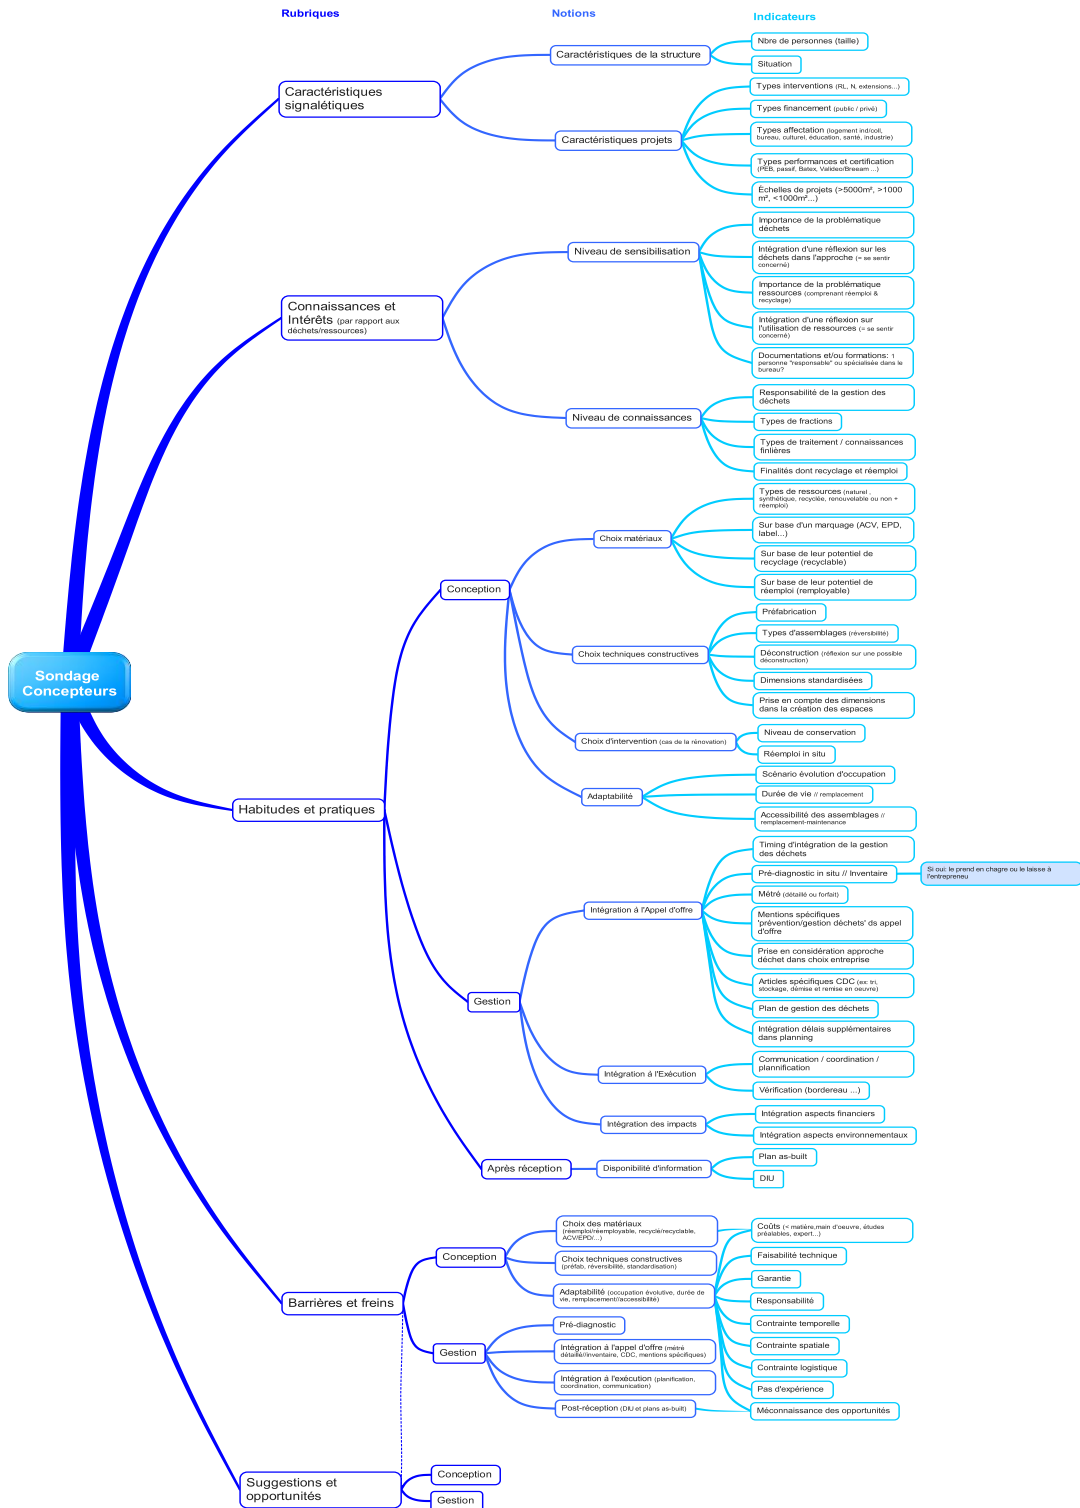 Rubriques
Notions
Indicateurs
Sondage
Concepteurs
Caractéristiques
signalétiques
Caractéristiques de la structure
Nbre de personnes (taille)
Situation
Caractéristiques projets
Types interventions (RL, N, extensions...)
Types financement (public / privé)
Types affectation (logement ind/coll,
bureau, culturel, éducation, santé, industrie)
Types performances et certification
(PEB, passif, Batex, Valideo/Breeam ...)
Échelles de projets (>5000m², >1000
m², <1000m²...)
Connaissances et
Intérêts (par rapport aux
déchets/ressources)
Niveau de sensibilisation
Importance de la problématique
déchets
Intégration d'une réflexion sur les
déchets dans l'approche (= se sentir
concerné)
Importance de la problématique
ressources (comprenant réemploi &
recyclage)
Intégration d'une réflexion sur
l'utilisation de ressources (= se sentir
concerné)
Documentations et/ou formations: 1
personne "responsable" ou spécialisée dans le
bureau?
Niveau de connaissances
Responsabilité de la gestion des
déchets
Types de fractions
Types de traitement / connaissances
finlières
Finalités dont recyclage et réemploi
Habitudes et pratiques
Conception
Choix matériaux
Types de ressources (naturel ,
synthétique, recyclée, renouvelable ou non +
réemploi)
Sur base d'un marquage (ACV, EPD,
label...)
Sur base de leur potentiel de
recyclage (recyclable)
Sur base de leur potentiel de
réemploi (remployable)
Choix techniques constructives
Préfabrication
Types d'assemblages (réversibilité)
Déconstruction (réflexion sur une possible
déconstruction)
Dimensions standardisées
Prise en compte des dimensions
dans la création des espaces
Choix d'intervention (cas de la rénovation)
Niveau de conservation
Réemploi in situ
Adaptabilité
Scénario évolution d'occupation
Durée de vie // remplacement
Accessibilité des assemblages //
remplacement-maintenance
Gestion
Intégration à l'Appel d'offre
Timing d'intégration de la gestion
des déchets
Pré-diagnostic in situ // Inventaire
Si oui: le prend en chagre ou le laisse à
l'entrepreneu
Métré (détaillé ou forfait)
Mentions spécifiques
'prévention/gestion déchets' ds appel
d'offre
Prise en considération approche
déchet dans choix entreprise
Articles spécifiques CDC (ex: tri,
stockage, démise et remise en oeuvre)
Plan de gestion des déchets
Intégration délais supplémentaires
dans planning
Intégration à l'Exécution
Communication / coordination /
plannification
Vérification (bordereau ...)
Intégration des impacts
Intégration aspects financiers
Intégration aspects environnementaux
Après réception
Disponibilité d'information
Plan as-built
DIU
Barrières et freins
Conception
Choix des matériaux
(réemploi/réemployable, recyclé/recyclable,
ACV/EPD/...)
Choix techniques constructives
(préfab, réversibilité, standardisation)
Adaptabilité (occupation évolutive, durée de
vie, remplacement//accessibilité)
Gestion
Pré-diagnostic
Intégration à l'appel d'offre (métré
détaillé//inventaire, CDC, mentions spécifiques)
Intégration à l'exécution (planification,
coordination, communication)
Post-réception (DIU et plans as-built)
Coûts (< matière,main d'oeuvre, études
préalables, expert...)
Faisabilité technique
Garantie
Responsabilité
Contrainte temporelle
Contrainte spatiale
Contrainte logistique
Pas d'expérience
Méconnaissance des opportunités
Suggestions et
opportunités
Conception
Gestion